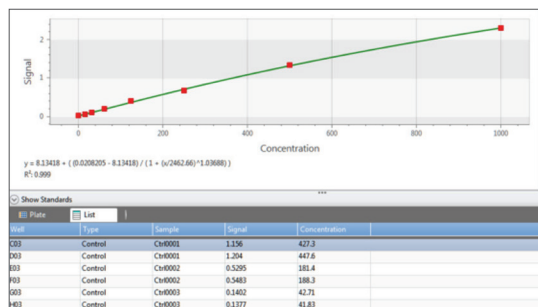 2
1
0
Signal
0
200
400
600
800
1000
Concentration
y = 8.13418 + ( (0.0208205 - 8.13418) / ( 1 + (x/2462.66)^1.03688) )
R²: 0.999
Show Standards
Plate List
Well Type Sample Signal Concentration
C03 Control Ctrl0001 1.156 427.3
D03 Control Ctrl0001 1.204 447.6
E03 Control Ctrl0002 0.5295 181.4
F03 Control Ctrl0002 0.5483 188.3
G03 Control Ctrl0003 0.1402 42.71
H03 Control Ctrl0003 0.1377 41.83